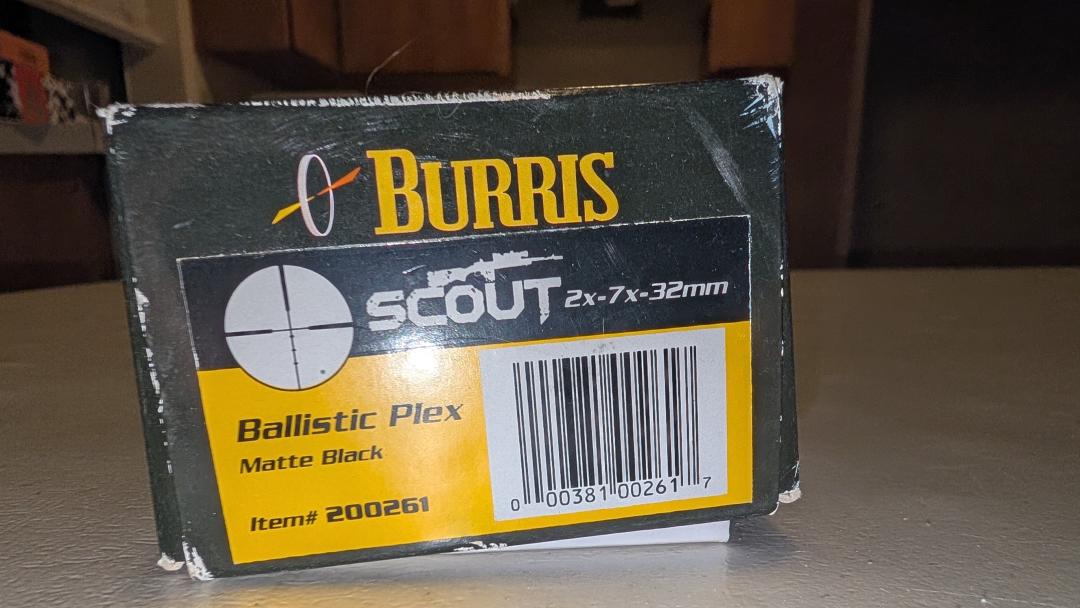 BURRIS
SCOUT 2x-7x-32mm
Ballistic Plex
Matte Black
Item# 200261
0 00381 00261 7